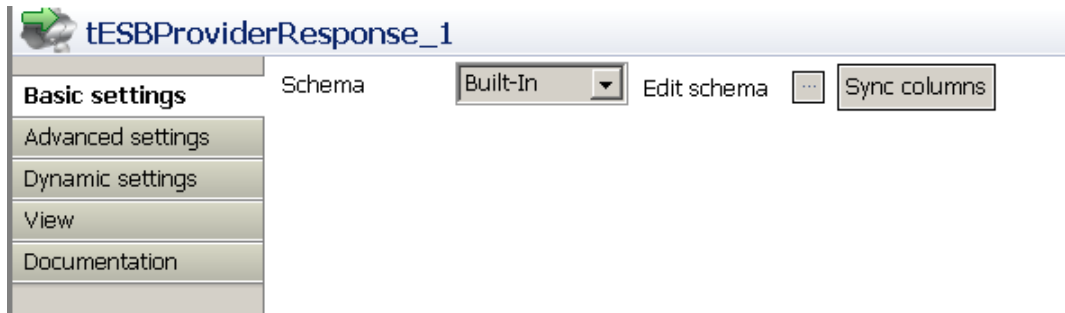 tESBProviderResponse_1
Basic settings
Schema Built-In Edit schema ... Sync columns
Advanced settings
Dynamic settings
View
Documentation